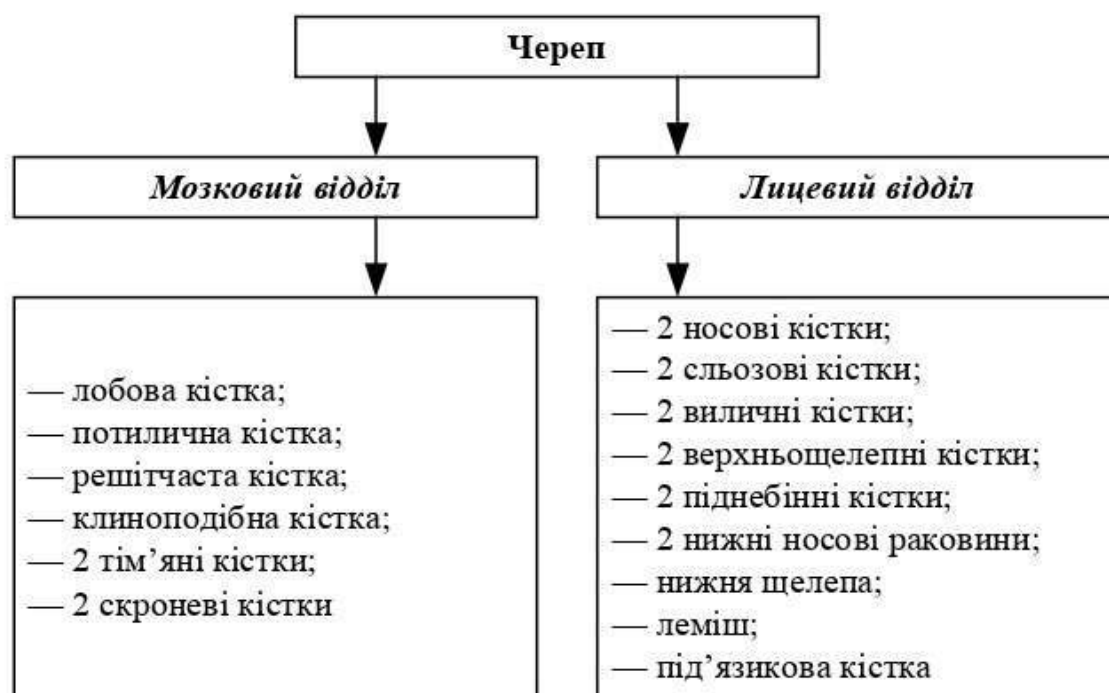 Череп
Мозковий відділ
Лицевий відділ
— лобова кістка;
— потилична кістка;
— решітчаста кістка;
— клиноподібна кістка;
— 2 тім’яні кістки;
— 2 скроневі кістки
— 2 носові кістки;
— 2 сльозові кістки;
— 2 виличні кістки;
— 2 верхньощелепні кістки;
— 2 піднебінні кістки;
— 2 нижні носові раковини;
— нижня щелепа;
— леміш;
— під’язикова кістка